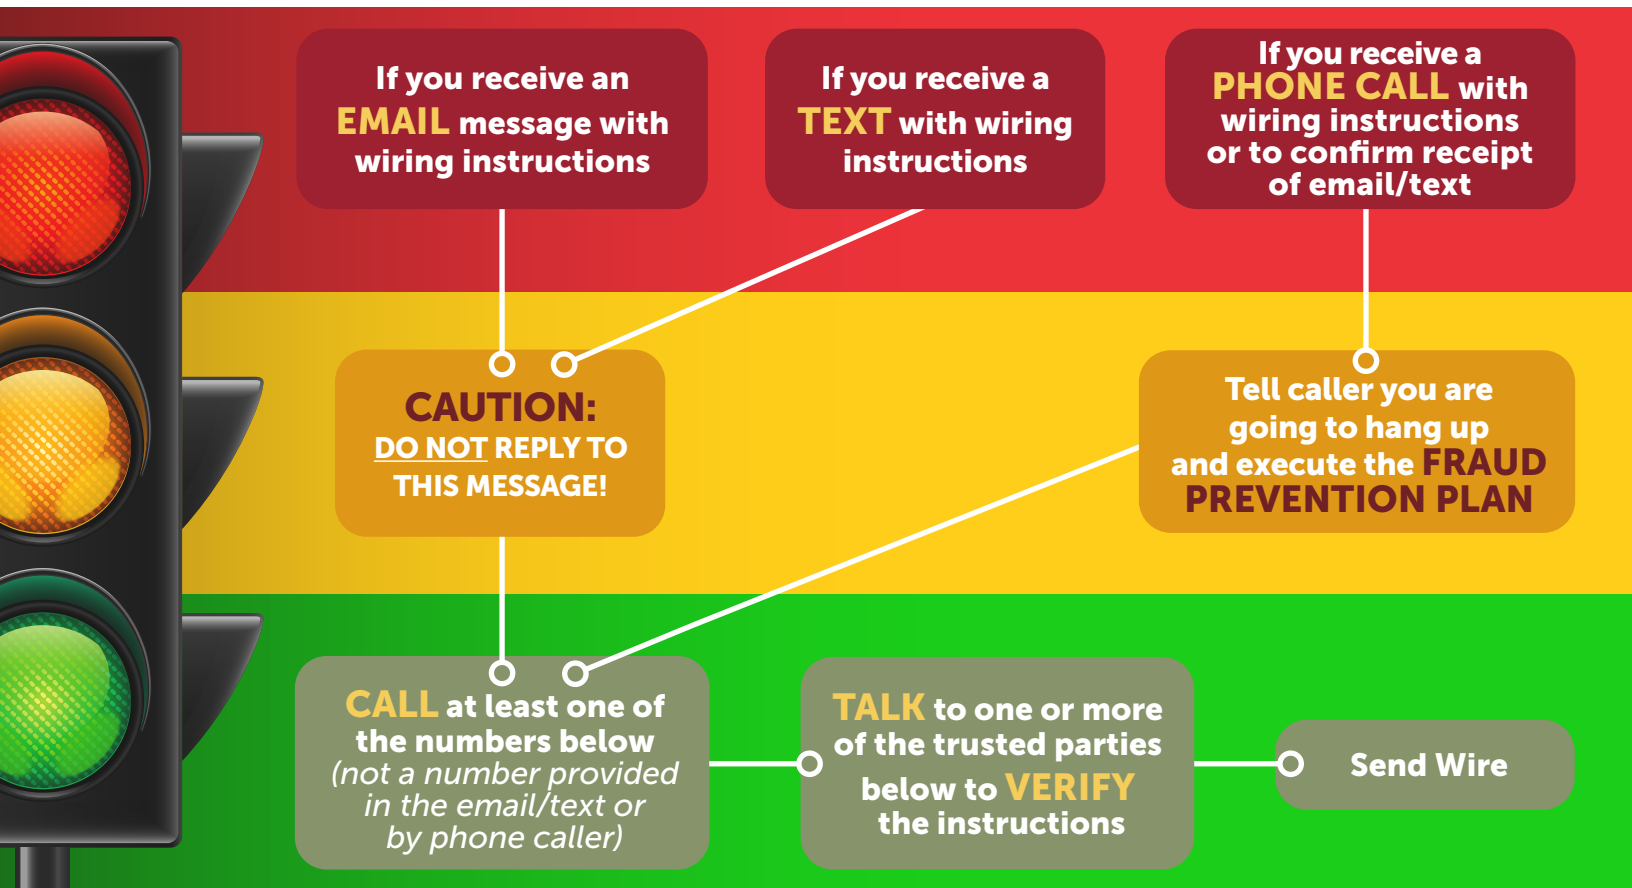 If you receive an
EMAIL message with
wiring instructions
If you receive a
TEXT with wiring
instructions
If you receive a
PHONE CALL with
wiring instructions
or to confirm receipt
of email/text
CAUTION:
DO NOT REPLY TO
THIS MESSAGE!
Tell caller you are
going to hang up
and execute the FRAUD
PREVENTION PLAN
CALL at least one of
the numbers below
(not a number provided
in the email/text or
by phone caller)
TALK to one or more
of the trusted parties
below to VERIFY
the instructions
Send Wire